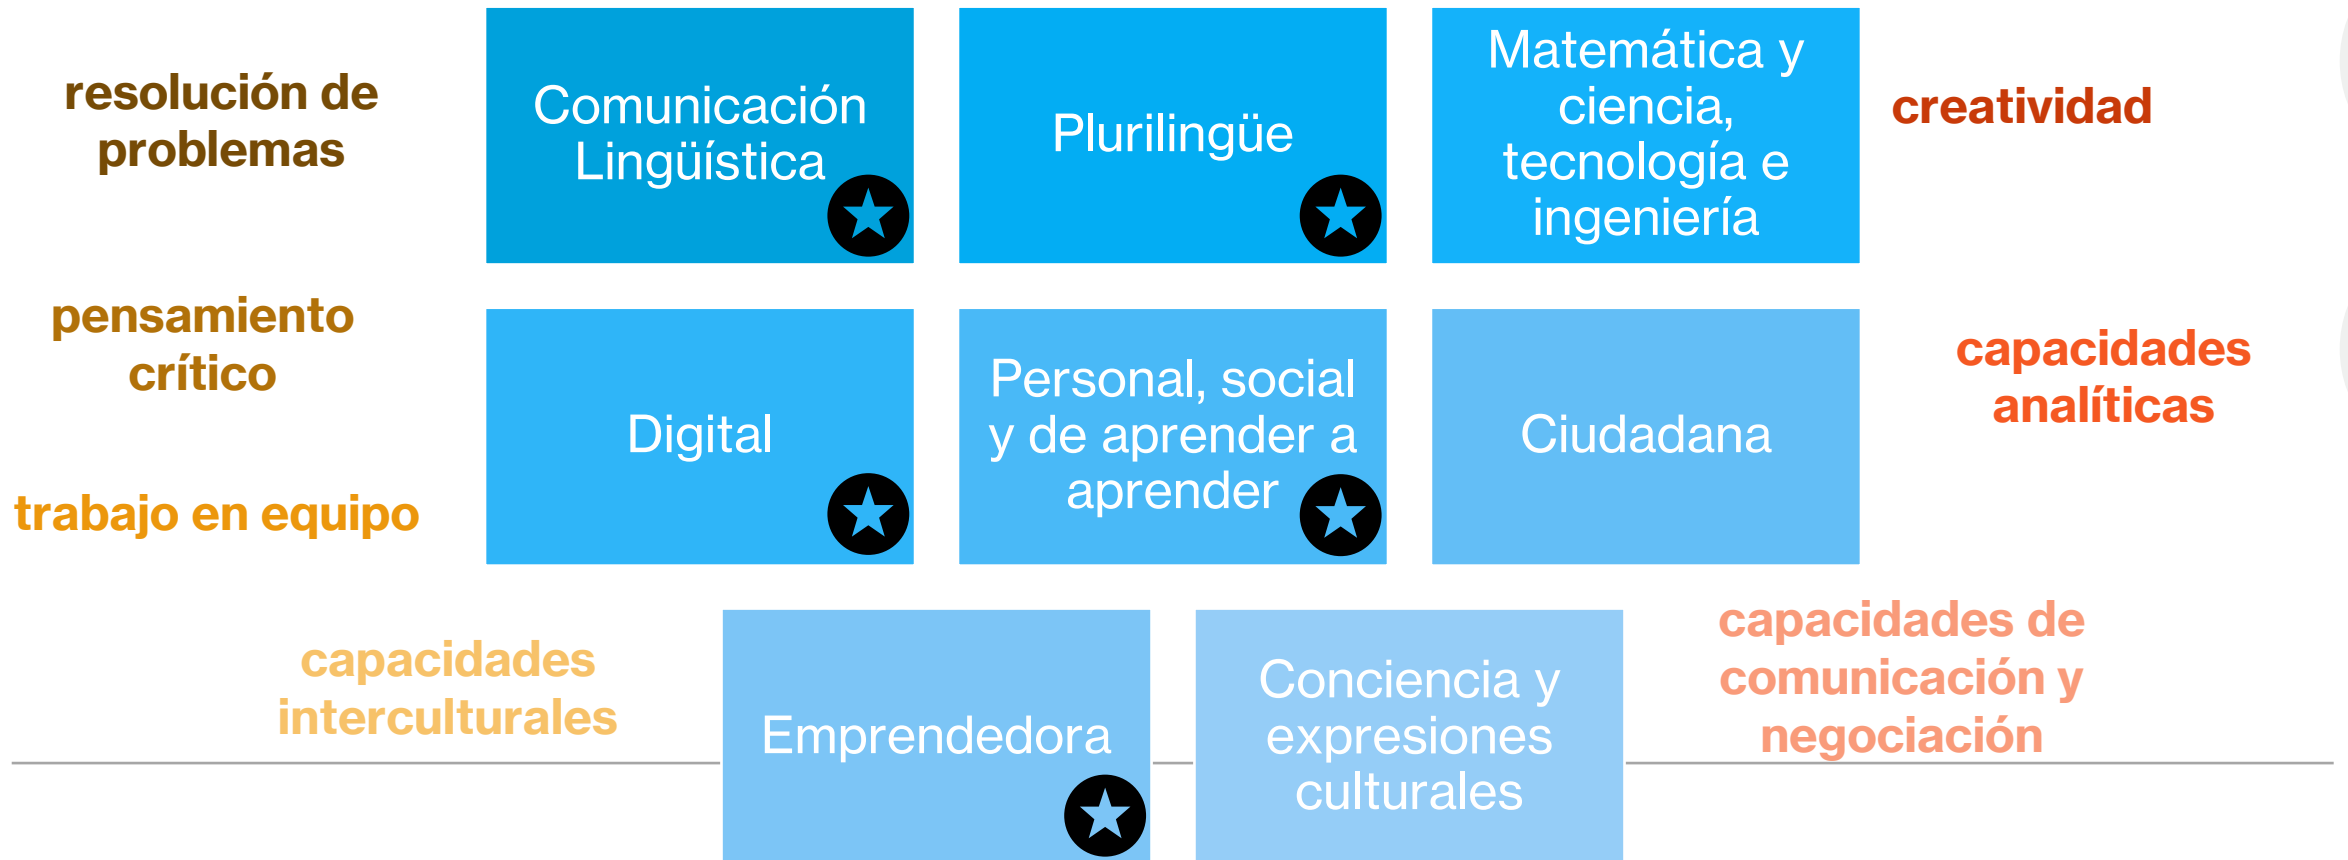 resolución de
problemas
Comunicación
Lingüística
Plurilingüe
Matemática y
ciencia,
tecnología e
ingeniería
creatividad
pensamiento
crítico
trabajo en equipo
Digital
Personal, social
y de aprender a
aprender
Ciudadana
capacidades
analíticas
capacidades
interculturales
Emprendedora
Conciencia y
expresiones
culturales
capacidades de
comunicación y
negociación